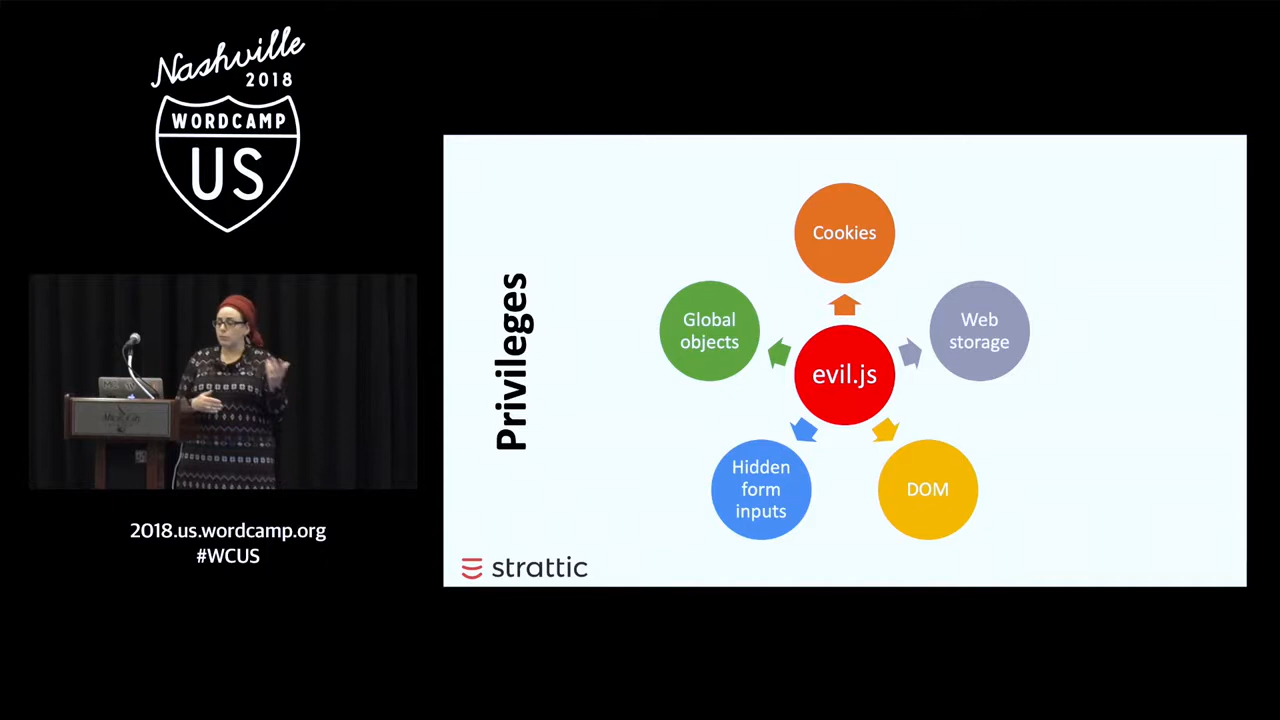 Nashville
2018
WORDCAMP
US
2018.us.wordcamp.org
#WCUS
Privileges
Cookies
Global
objects
Web
storage
evil.js
Hidden
form
inputs
DOM
strattic